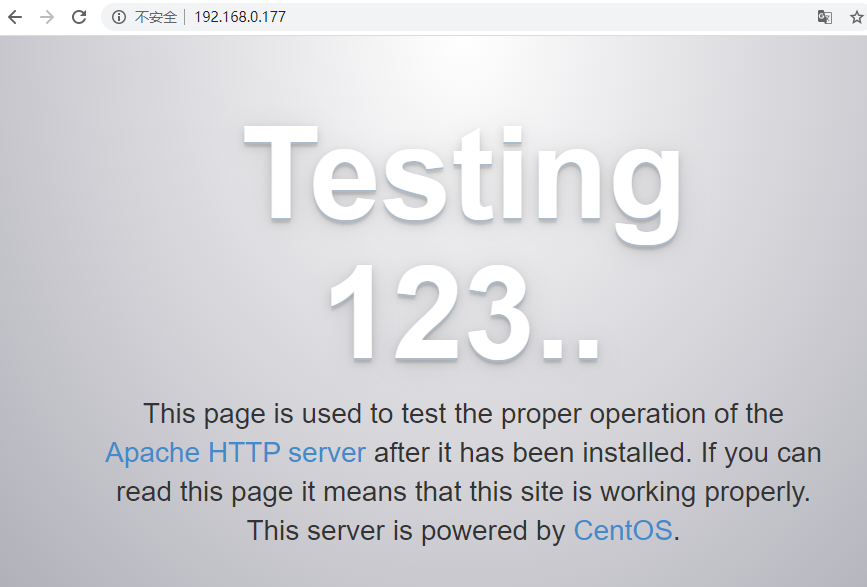 不安全 192.168.0.177
Testing
123..
This page is used to test the proper operation of the
Apache HTTP server after it has been installed. If you can
read this page it means that this site is working properly.
This server is powered by CentOS.